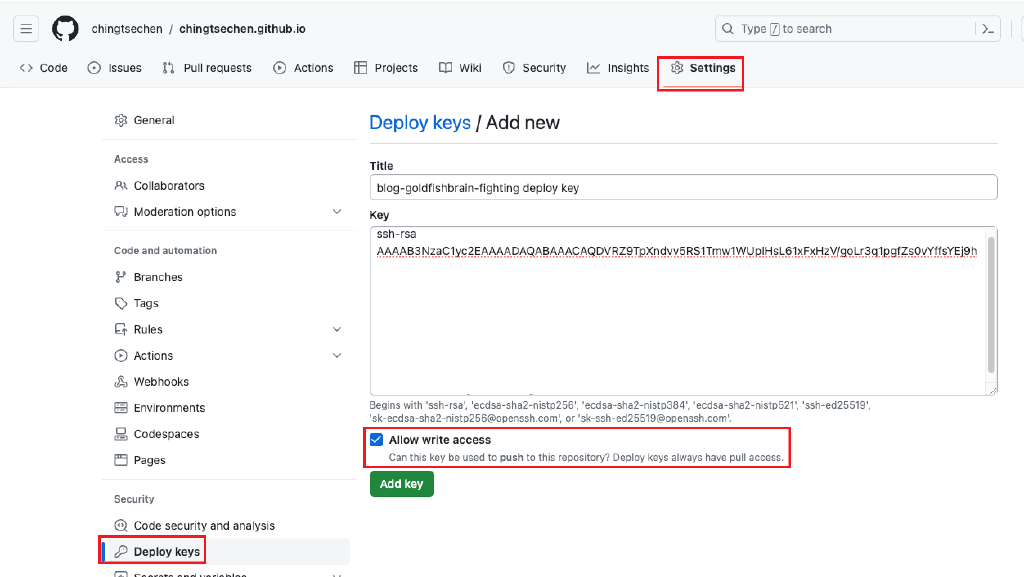 chingtsechen / chingtsechen.github.io
Type / to search
Code
Issues
Pull requests
Actions
Projects
Wiki
Security
Insights
Settings
General
Access
Collaborators
Moderation options
Code and automation
Branches
Tags
Rules
Actions
Webhooks
Environments
Codespaces
Pages
Security
Code security and analysis
Deploy keys
Secrets and variables
Deploy keys / Add new
Title
blog-goldfishbrain-fighting deploy key
Key
ssh-rsa
Begins with 'ssh-rsa', 'ecdsa-sha2-nistp256', 'ecdsa-sha2-nistp384', 'ecdsa-sha2-nistp521', 'ssh-ed25519',
'sk-ecdsa-sha2-nistp256@openssh.com', or 'sk-ssh-ed25519@openssh.com'.
Allow write access
Can this key be used to push to this repository? Deploy keys always have pull access.
Add key